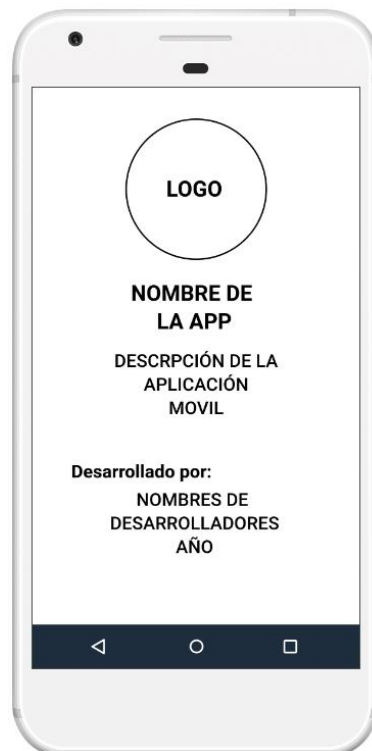 LOGO
NOMBRE DE
LA APP
DESCRPCIÓN DE LA
APLICACIÓN
MOVIL
Desarrollado por:
NOMBRES DE
DESARROLLADORES
AÑO